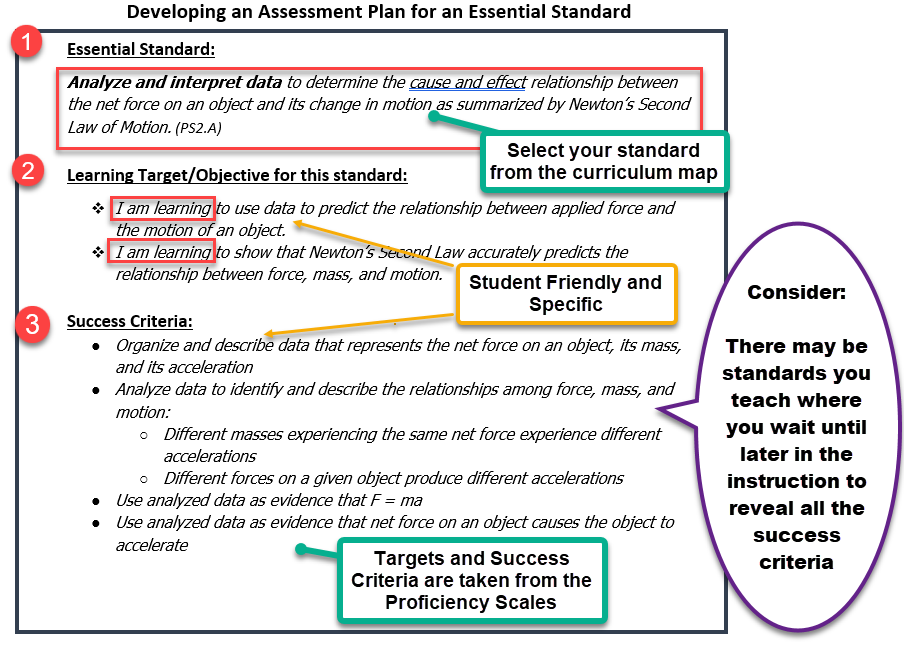 Developing an Assessment Plan for an Essential Standard
1
Essential Standard:
Analyze and interpret data to determine the cause and effect relationship between
the net force on an object and its change in motion as summarized by Newton's Second
Law of Motion. (PS2.A)
Select your standard
from the curriculum map
2
Learning Target/Objective for this standard:
❖ I am learning to use data to predict the relationship between applied force and
the motion of an object.
❖ I am learning to show that Newton's Second Law accurately predicts the
relationship between force, mass, and motion.
Student Friendly and
Specific
3
Success Criteria:
● Organize and describe data that represents the net force on an object, its mass,
and its acceleration
● Analyze data to identify and describe the relationships among force, mass, and
motion:
○ Different masses experiencing the same net force experience different
accelerations
○ Different forces on a given object produce different accelerations
● Use analyzed data as evidence that F = ma
● Use analyzed data as evidence that net force on an object causes the object to
accelerate
Targets and Success
Criteria are taken from the
Proficiency Scales
Consider:
There may be
standards you
teach where
you wait until
later in the
instruction to
reveal all the
success
criteria